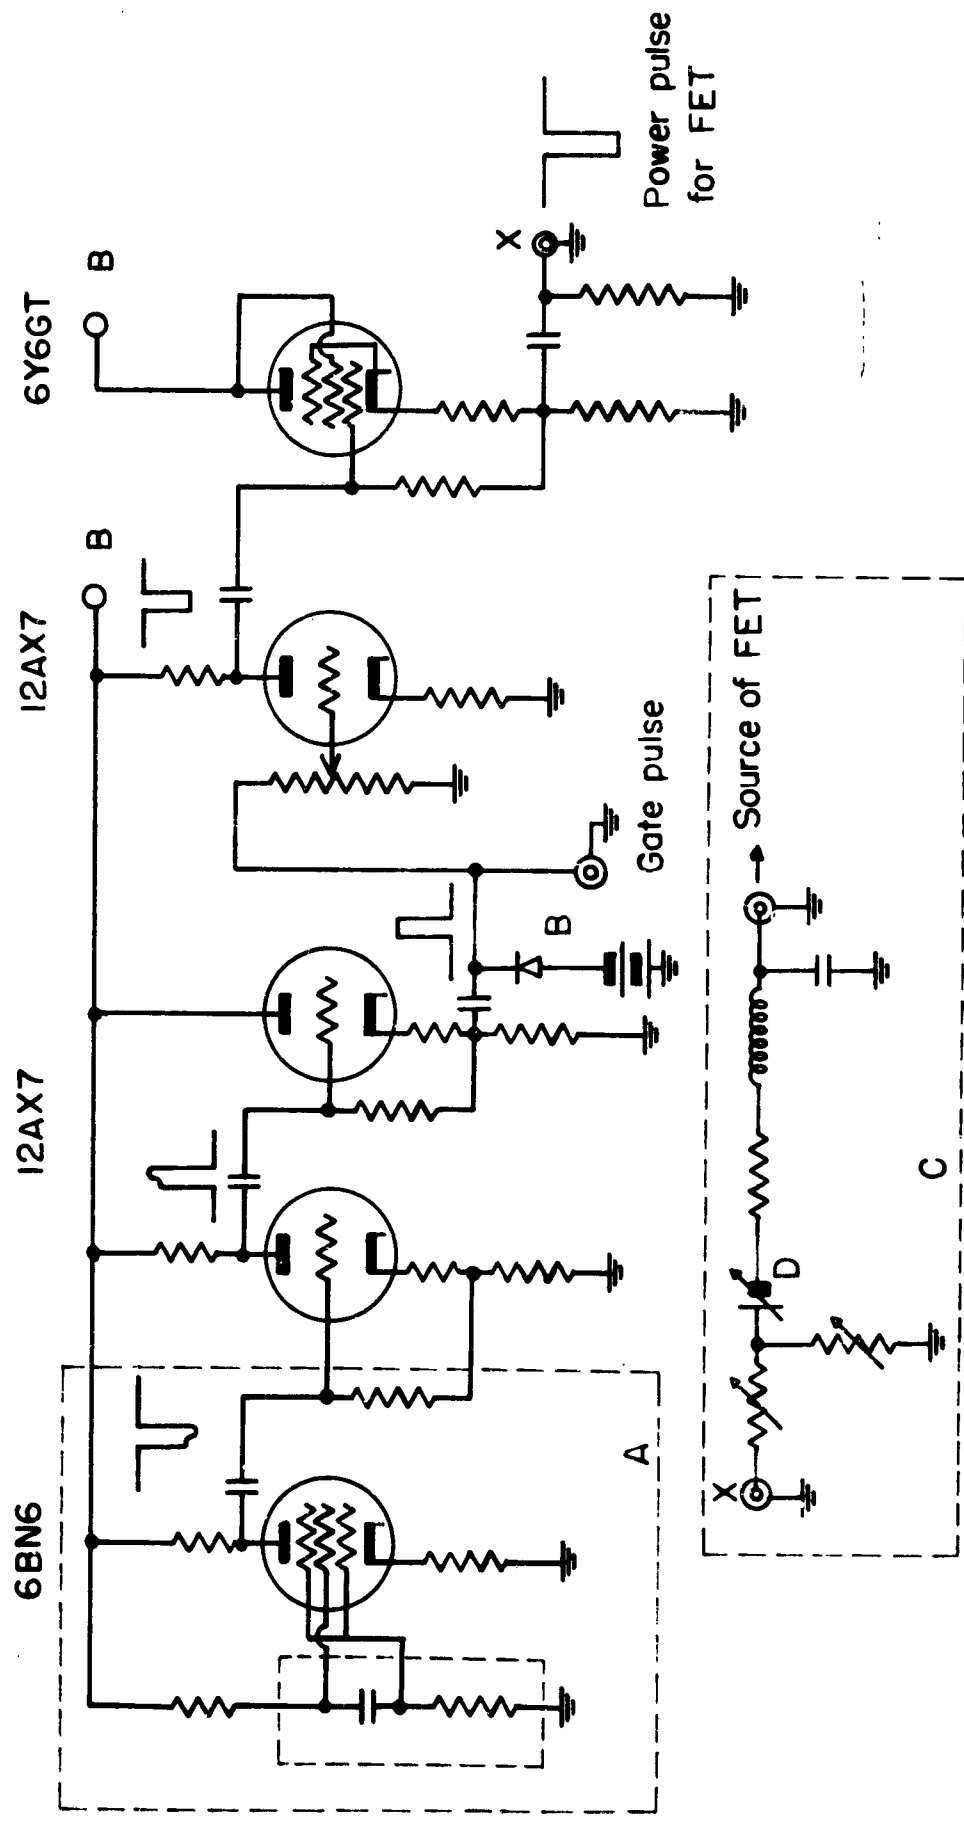 6BN6
12AX7
12AX7
6Y6GT
B
B
A
B
Gate pulse
X
Power pulse
for FET
X
D
C
Source of FET